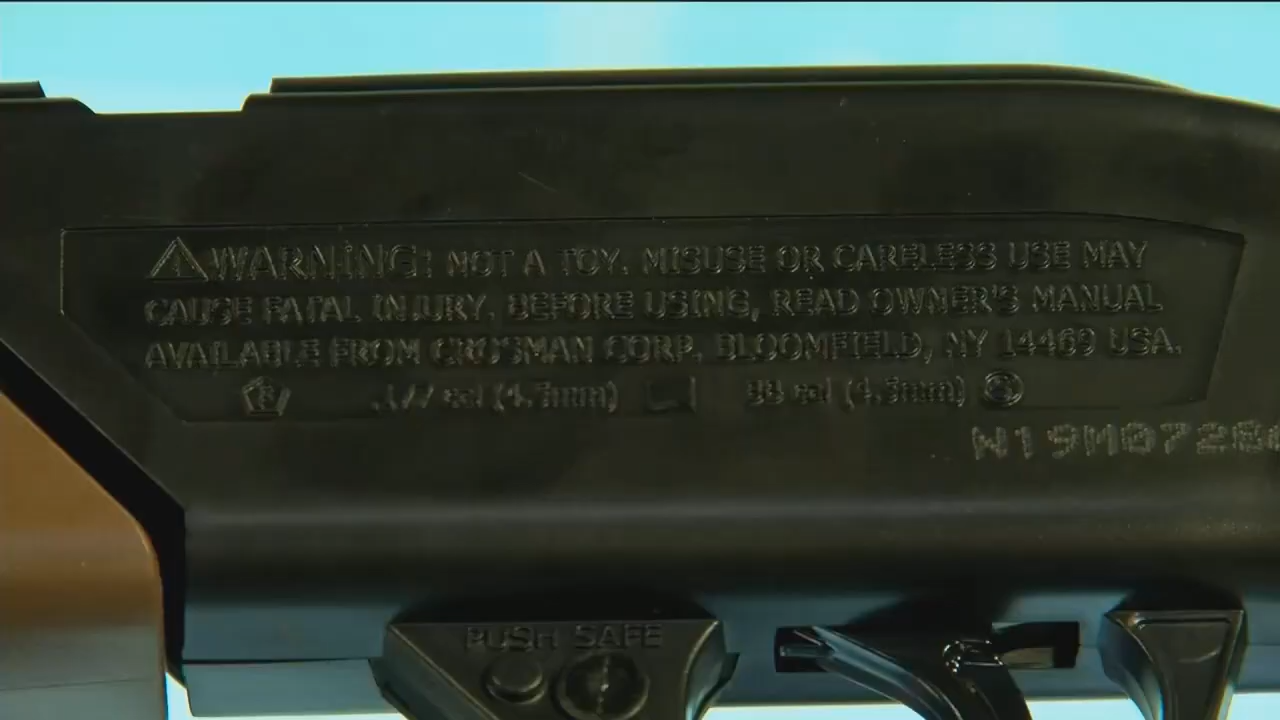 WARNING: NOT A TOY. MISUSE OR CARELESS USE MAY
CAUSE FATAL INJURY. BEFORE USING, READ OWNER'S MANUAL
AVAILABLE FROM CROSMAN CORP. BLOOMFIELD, NY 14469 USA.
F .177 cal (4.5mm) BB cal (4.5mm)
N19M072
PUSH SAFE